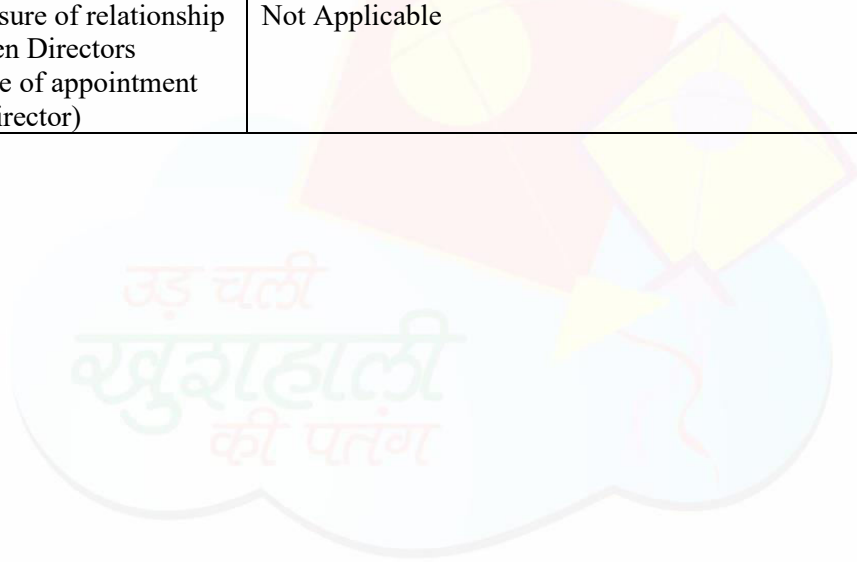 sure of relationship
en Directors
e of appointment
irector)
Not Applicable
उड़ चली
खुशहाली
की पतंग